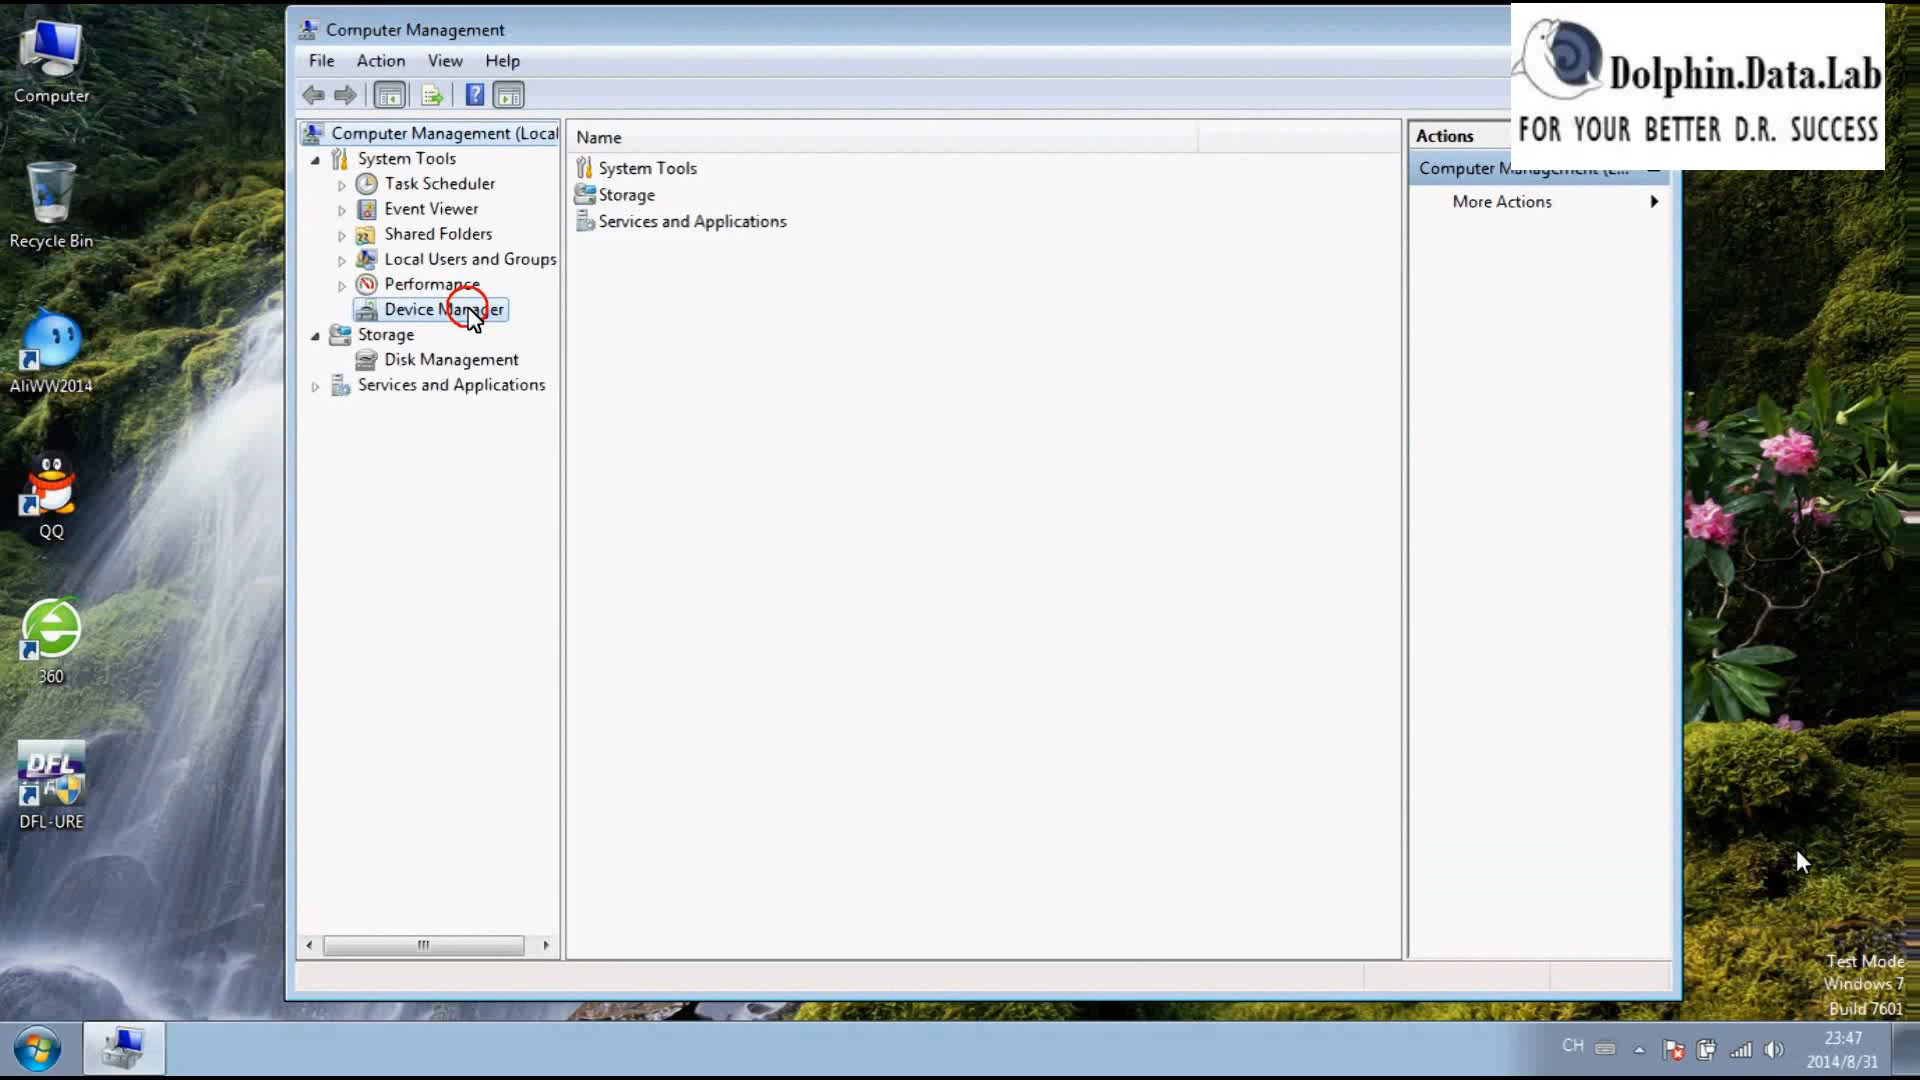 Computer
Recycle Bin
AliWW2014
QQ
360
DFL
DFL-URE
Computer Management
File Action View Help
Computer Management (Local
System Tools
Task Scheduler
Event Viewer
Shared Folders
Local Users and Groups
Performance
Device Manager
Storage
Disk Management
Services and Applications
Name
System Tools
Storage
Services and Applications
Actions
Computer Management (L...
More Actions
Dolphin.Data.Lab
FOR YOUR BETTER D.R. SUCCESS
Test Mode
Windows 7
Build 7601
CH
23:47
2014/8/31